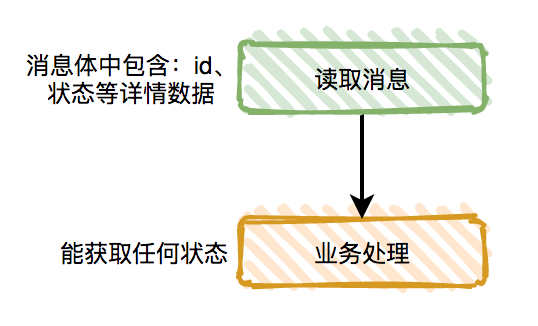 消息体中包含：id、
状态等详情数据
读取消息
能获取任何状态
业务处理